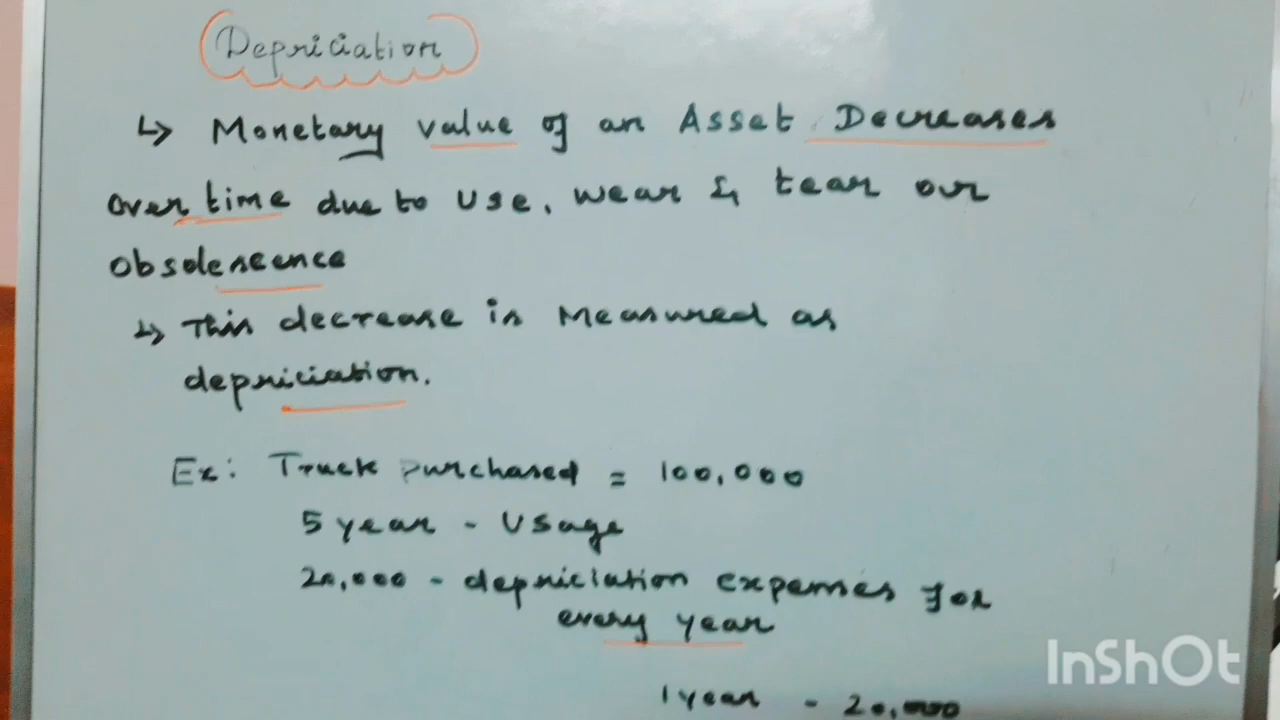 Depriciation
↳ Monetary value of an Asset Decreases
over time due to use, wear & tear our
obsolenscence
↳ This decrease is Measured as
depriciation.
Ex: Truck purchased = 100,000
5 year - Usage
20,000 - depriciation expenses for
every year
1 year - 20,000
InShOt